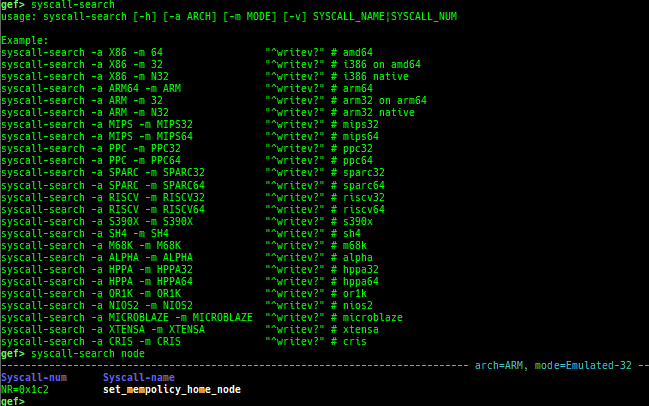 gef> syscall-search
usage: syscall-search [-h] [-a ARCH] [-m MODE] [-v] SYSCALL_NAME|SYSCALL_NUM
Example:
syscall-search -a X86 -m 64 "^writev?" # amd64
syscall-search -a X86 -m 32 "^writev?" # i386 on amd64
syscall-search -a X86 -m N32 "^writev?" # i386 native
syscall-search -a ARM64 -m ARM "^writev?" # arm64
syscall-search -a ARM -m 32 "^writev?" # arm32 on arm64
syscall-search -a ARM -m N32 "^writev?" # arm32 native
syscall-search -a MIPS -m MIPS32 "^writev?" # mips32
syscall-search -a MIPS -m MIPS64 "^writev?" # mips64
syscall-search -a PPC -m PPC32 "^writev?" # ppc32
syscall-search -a PPC -m PPC64 "^writev?" # ppc64
syscall-search -a SPARC -m SPARC32 "^writev?" # sparc32
syscall-search -a SPARC -m SPARC64 "^writev?" # sparc64
syscall-search -a RISCV -m RISCV32 "^writev?" # riscv32
syscall-search -a RISCV -m RISCV64 "^writev?" # riscv64
syscall-search -a S390X -m S390X "^writev?" # s390x
syscall-search -a SH4 -m SH4 "^writev?" # sh4
syscall-search -a M68K -m M68K "^writev?" # m68k
syscall-search -a ALPHA -m ALPHA "^writev?" # alpha
syscall-search -a HPPA -m HPPA32 "^writev?" # hppa32
syscall-search -a HPPA -m HPPA64 "^writev?" # hppa64
syscall-search -a OR1K -m OR1K "^writev?" # or1k
syscall-search -a NIOS2 -m NIOS2 "^writev?" # nios2
syscall-search -a MICROBLAZE -m MICROBLAZE "^writev?" # microblaze
syscall-search -a XTENSA -m XTENSA "^writev?" # xtensa
syscall-search -a CRIS -m CRIS "^writev?" # cris
gef> syscall-search node
arch=ARM, mode=Emulated-32
Syscall-num Syscall-name
NR=0x1c2 set_mempolicy_home_node
gef>